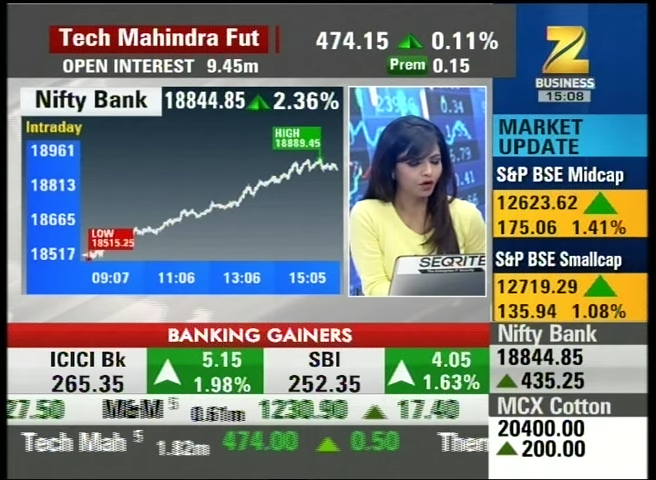 Tech Mahindra Fut
474.15 0.11%
OPEN INTEREST 9.45m
Prem 0.15
Z
BUSINESS
15:08
Nifty Bank 18844.85 2.36%
Intraday
HIGH
18889.45
18961
18813
18665
18517
LOW
18515.25
09:07 11:06 13:06 15:05
SEQRITE
MARKET
UPDATE
S&P BSE Midcap
12623.62
175.06 1.41%
S&P BSE Smallcap
12719.29
135.94 1.08%
BANKING GAINERS
ICICI Bk 5.15 SBI 4.05
265.35 1.98% 252.35 1.63%
Nifty Bank
18844.85
435.25
MCX Cotton
20400.00
200.00
27.50 M&M 0.61m 1230.90 17.40
Tech Mah 1.82m 474.00 0.50